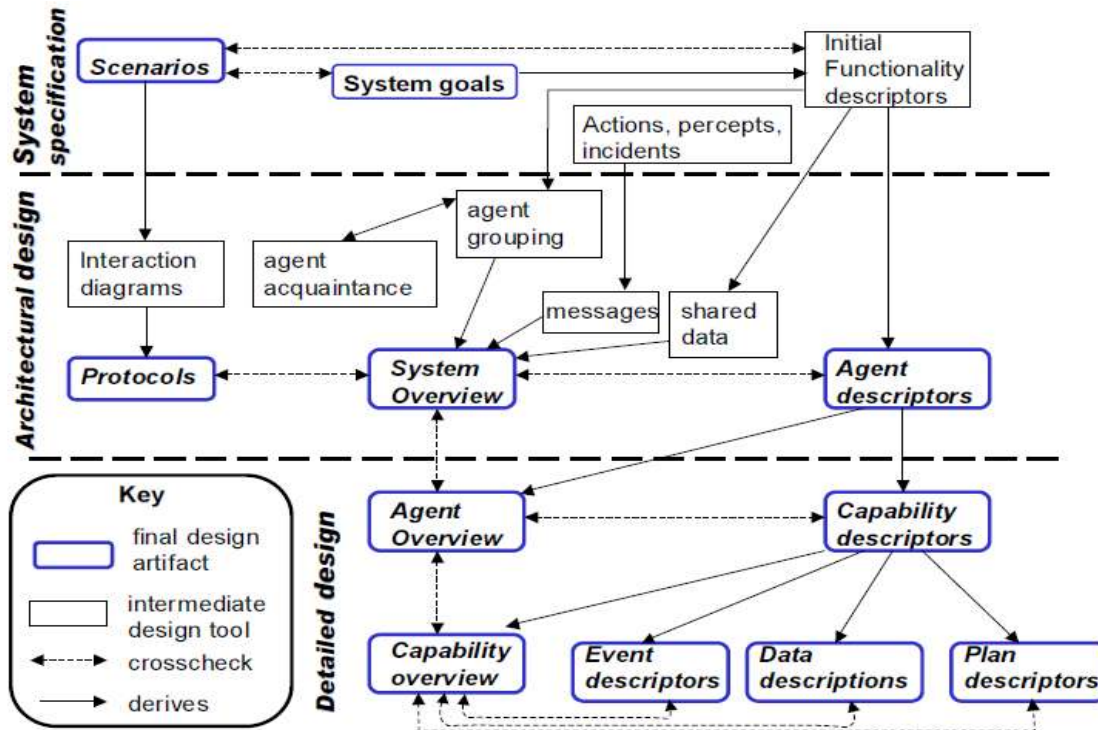 System
specification
Scenarios
System goals
Initial
Functionality
descriptors
Actions, percepts,
incidents
Architectural design
Interaction
diagrams
agent
acquaintance
agent
grouping
messages
shared
data
Protocols
System
Overview
Agent
descriptors
Key
final design
artifact
intermediate
design tool
crosscheck
derives
Detailed design
Agent
Overview
Capability
descriptors
Capability
overview
Event
descriptors
Data
descriptions
Plan
descriptors